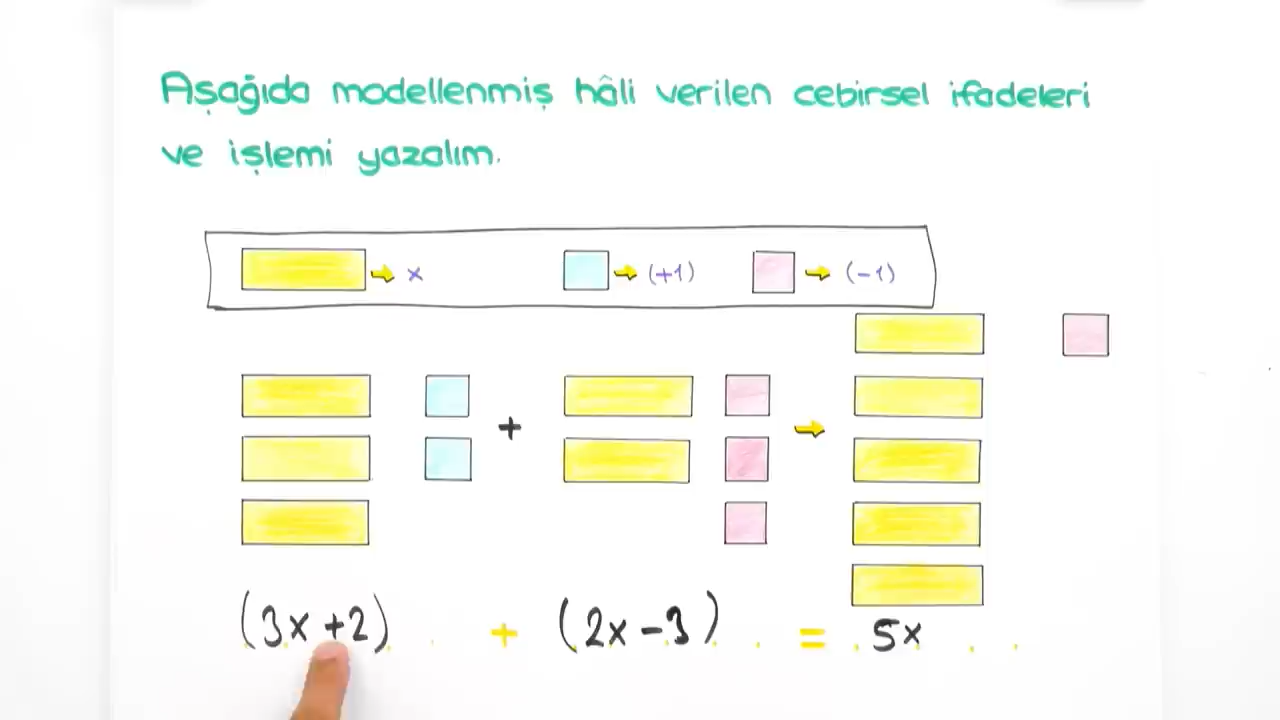 Aşağıda modellenmiş hâli verilen cebirsel ifadeleri
ve işlemi yazalım.
x (+1) (-1)
+
(3x+2) + (2x-3) = 5x